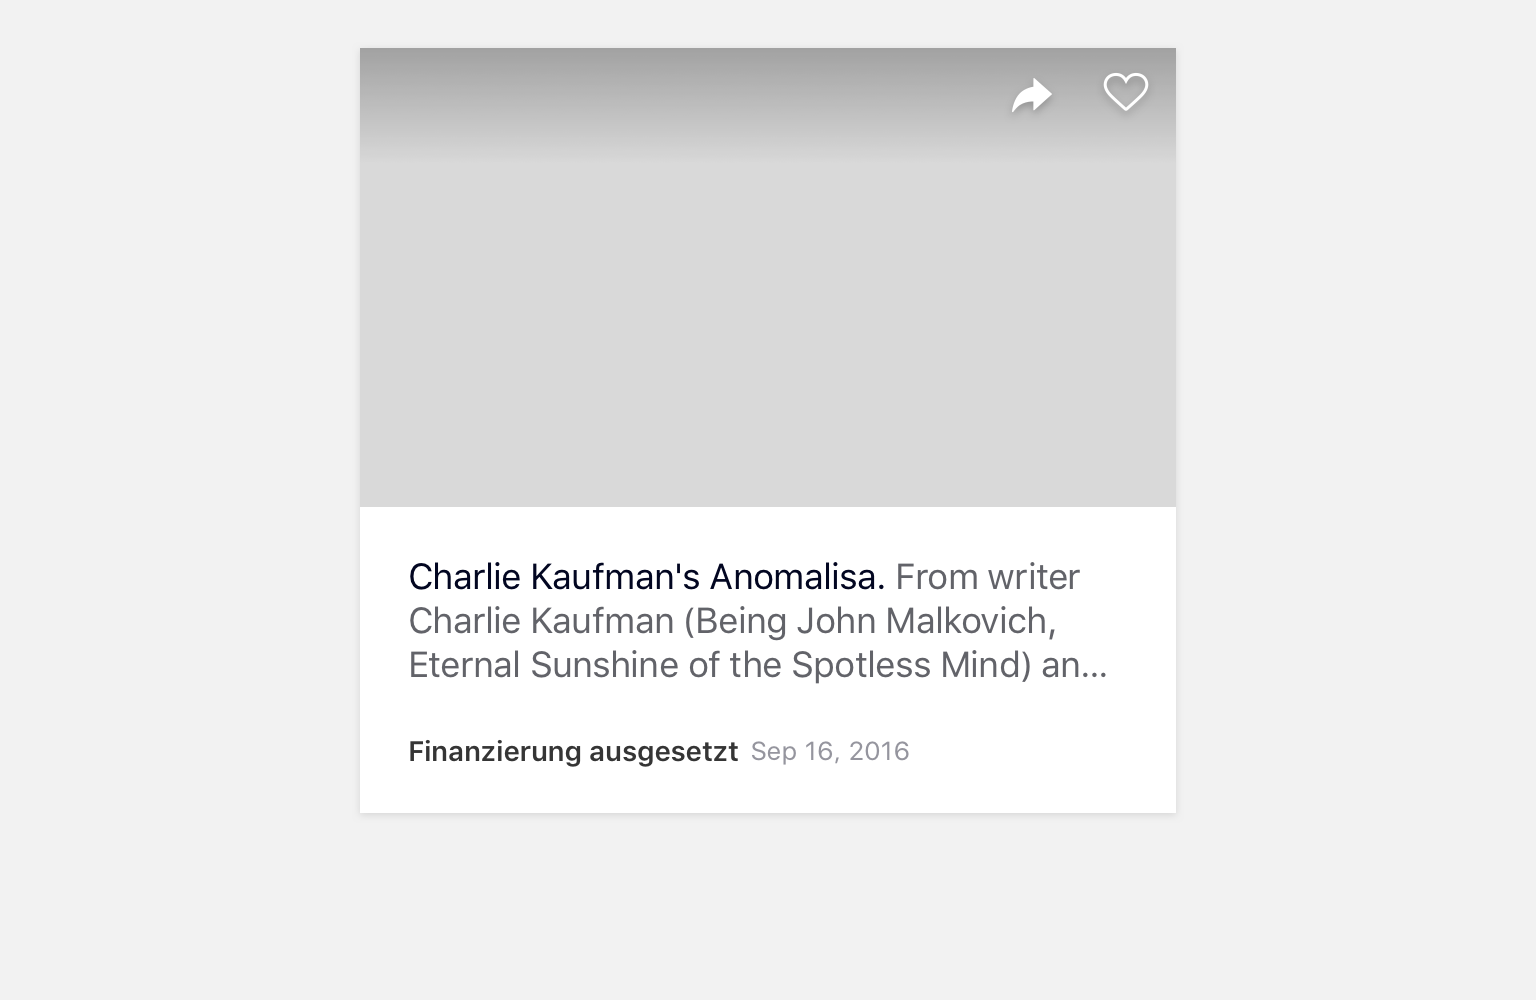 Charlie Kaufman's Anomalisa. From writer
Charlie Kaufman (Being John Malkovich,
Eternal Sunshine of the Spotless Mind) an…
Finanzierung ausgesetzt Sep 16, 2016